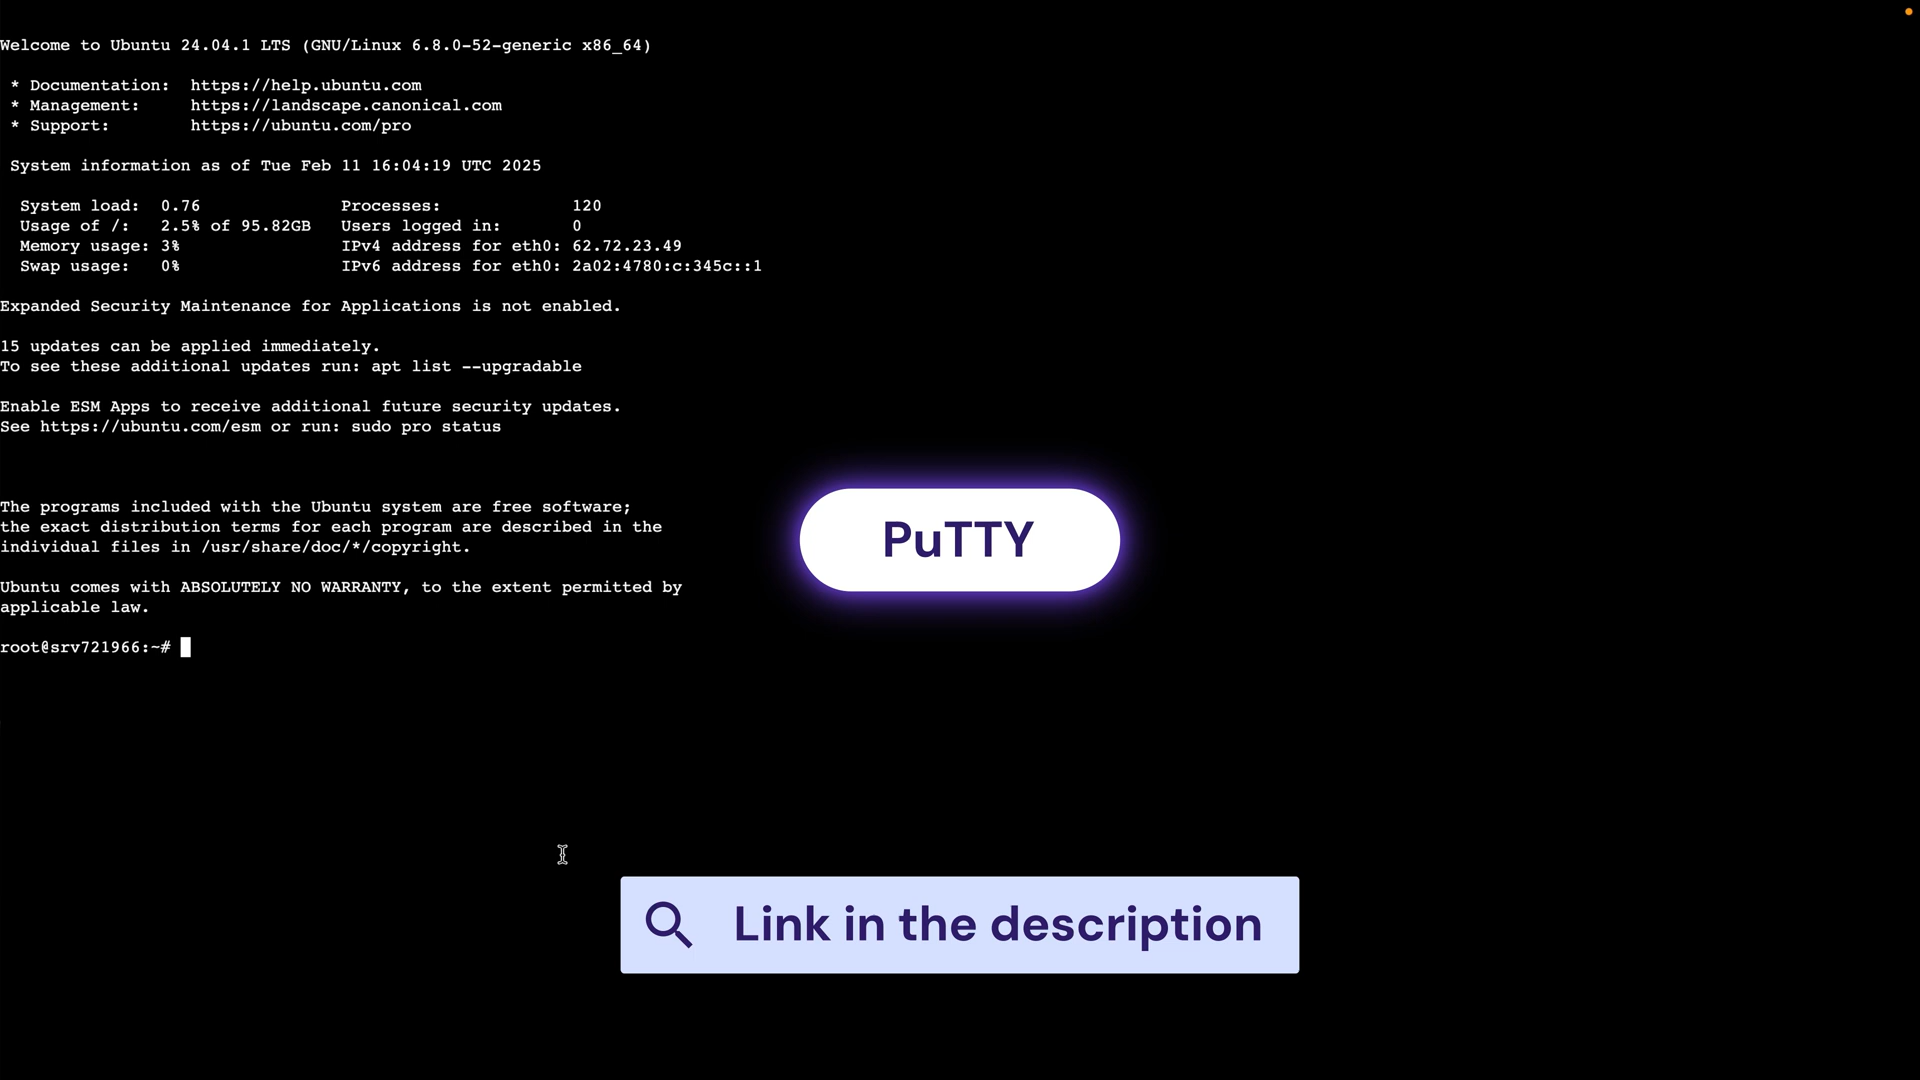 Welcome to Ubuntu 24.04.1 LTS (GNU/Linux 6.8.0-52-generic x86_64)
* Documentation: https://help.ubuntu.com
* Management: https://landscape.canonical.com
* Support: https://ubuntu.com/pro
System information as of Tue Feb 11 16:04:19 UTC 2025
System load: 0.76 Processes: 120
Usage of /: 2.5% of 95.82GB Users logged in: 0
Memory usage: 3% IPv4 address for eth0: 62.72.23.49
Swap usage: 0% IPv6 address for eth0: 2a02:4780:c:345c::1
Expanded Security Maintenance for Applications is not enabled.
15 updates can be applied immediately.
To see these additional updates run: apt list --upgradable
Enable ESM Apps to receive additional future security updates.
See https://ubuntu.com/esm or run: sudo pro status
The programs included with the Ubuntu system are free software;
the exact distribution terms for each program are described in the
individual files in /usr/share/doc/*/copyright.
Ubuntu comes with ABSOLUTELY NO WARRANTY, to the extent permitted by
applicable law.
root@srv721966:~#
PuTTY
Link in the description